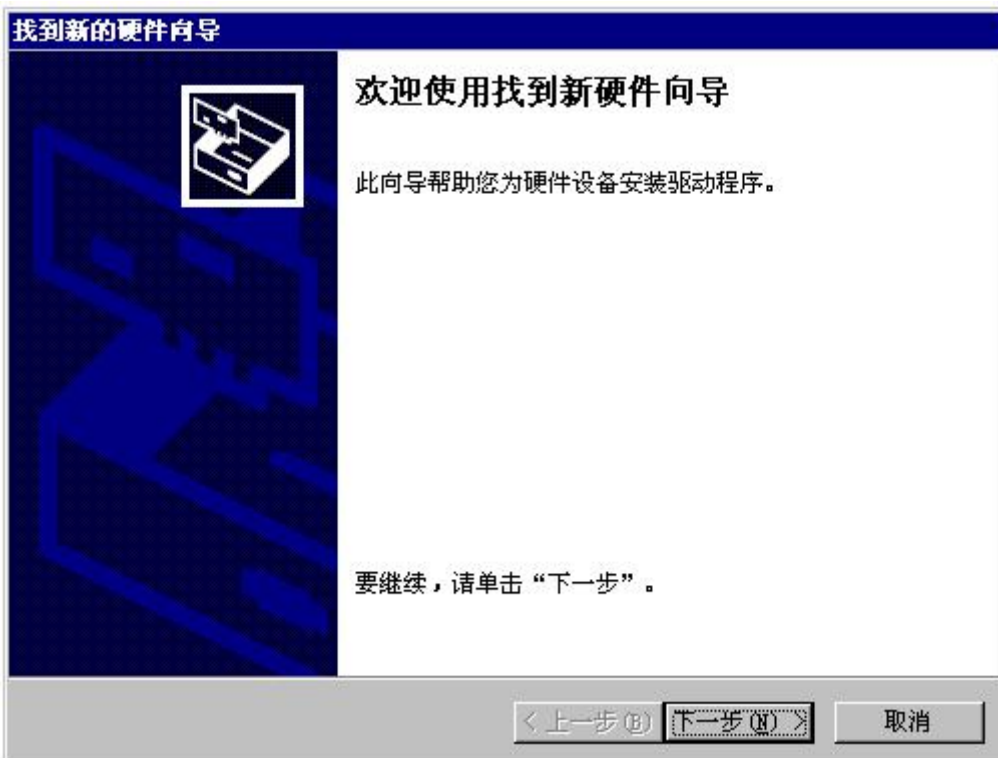 找到新的硬件向导
欢迎使用找到新硬件向导
此向导帮助您为硬件设备安装驱动程序。
要继续，请单击“下一步”。
< 上一步(B)
下一步(N) >
取消